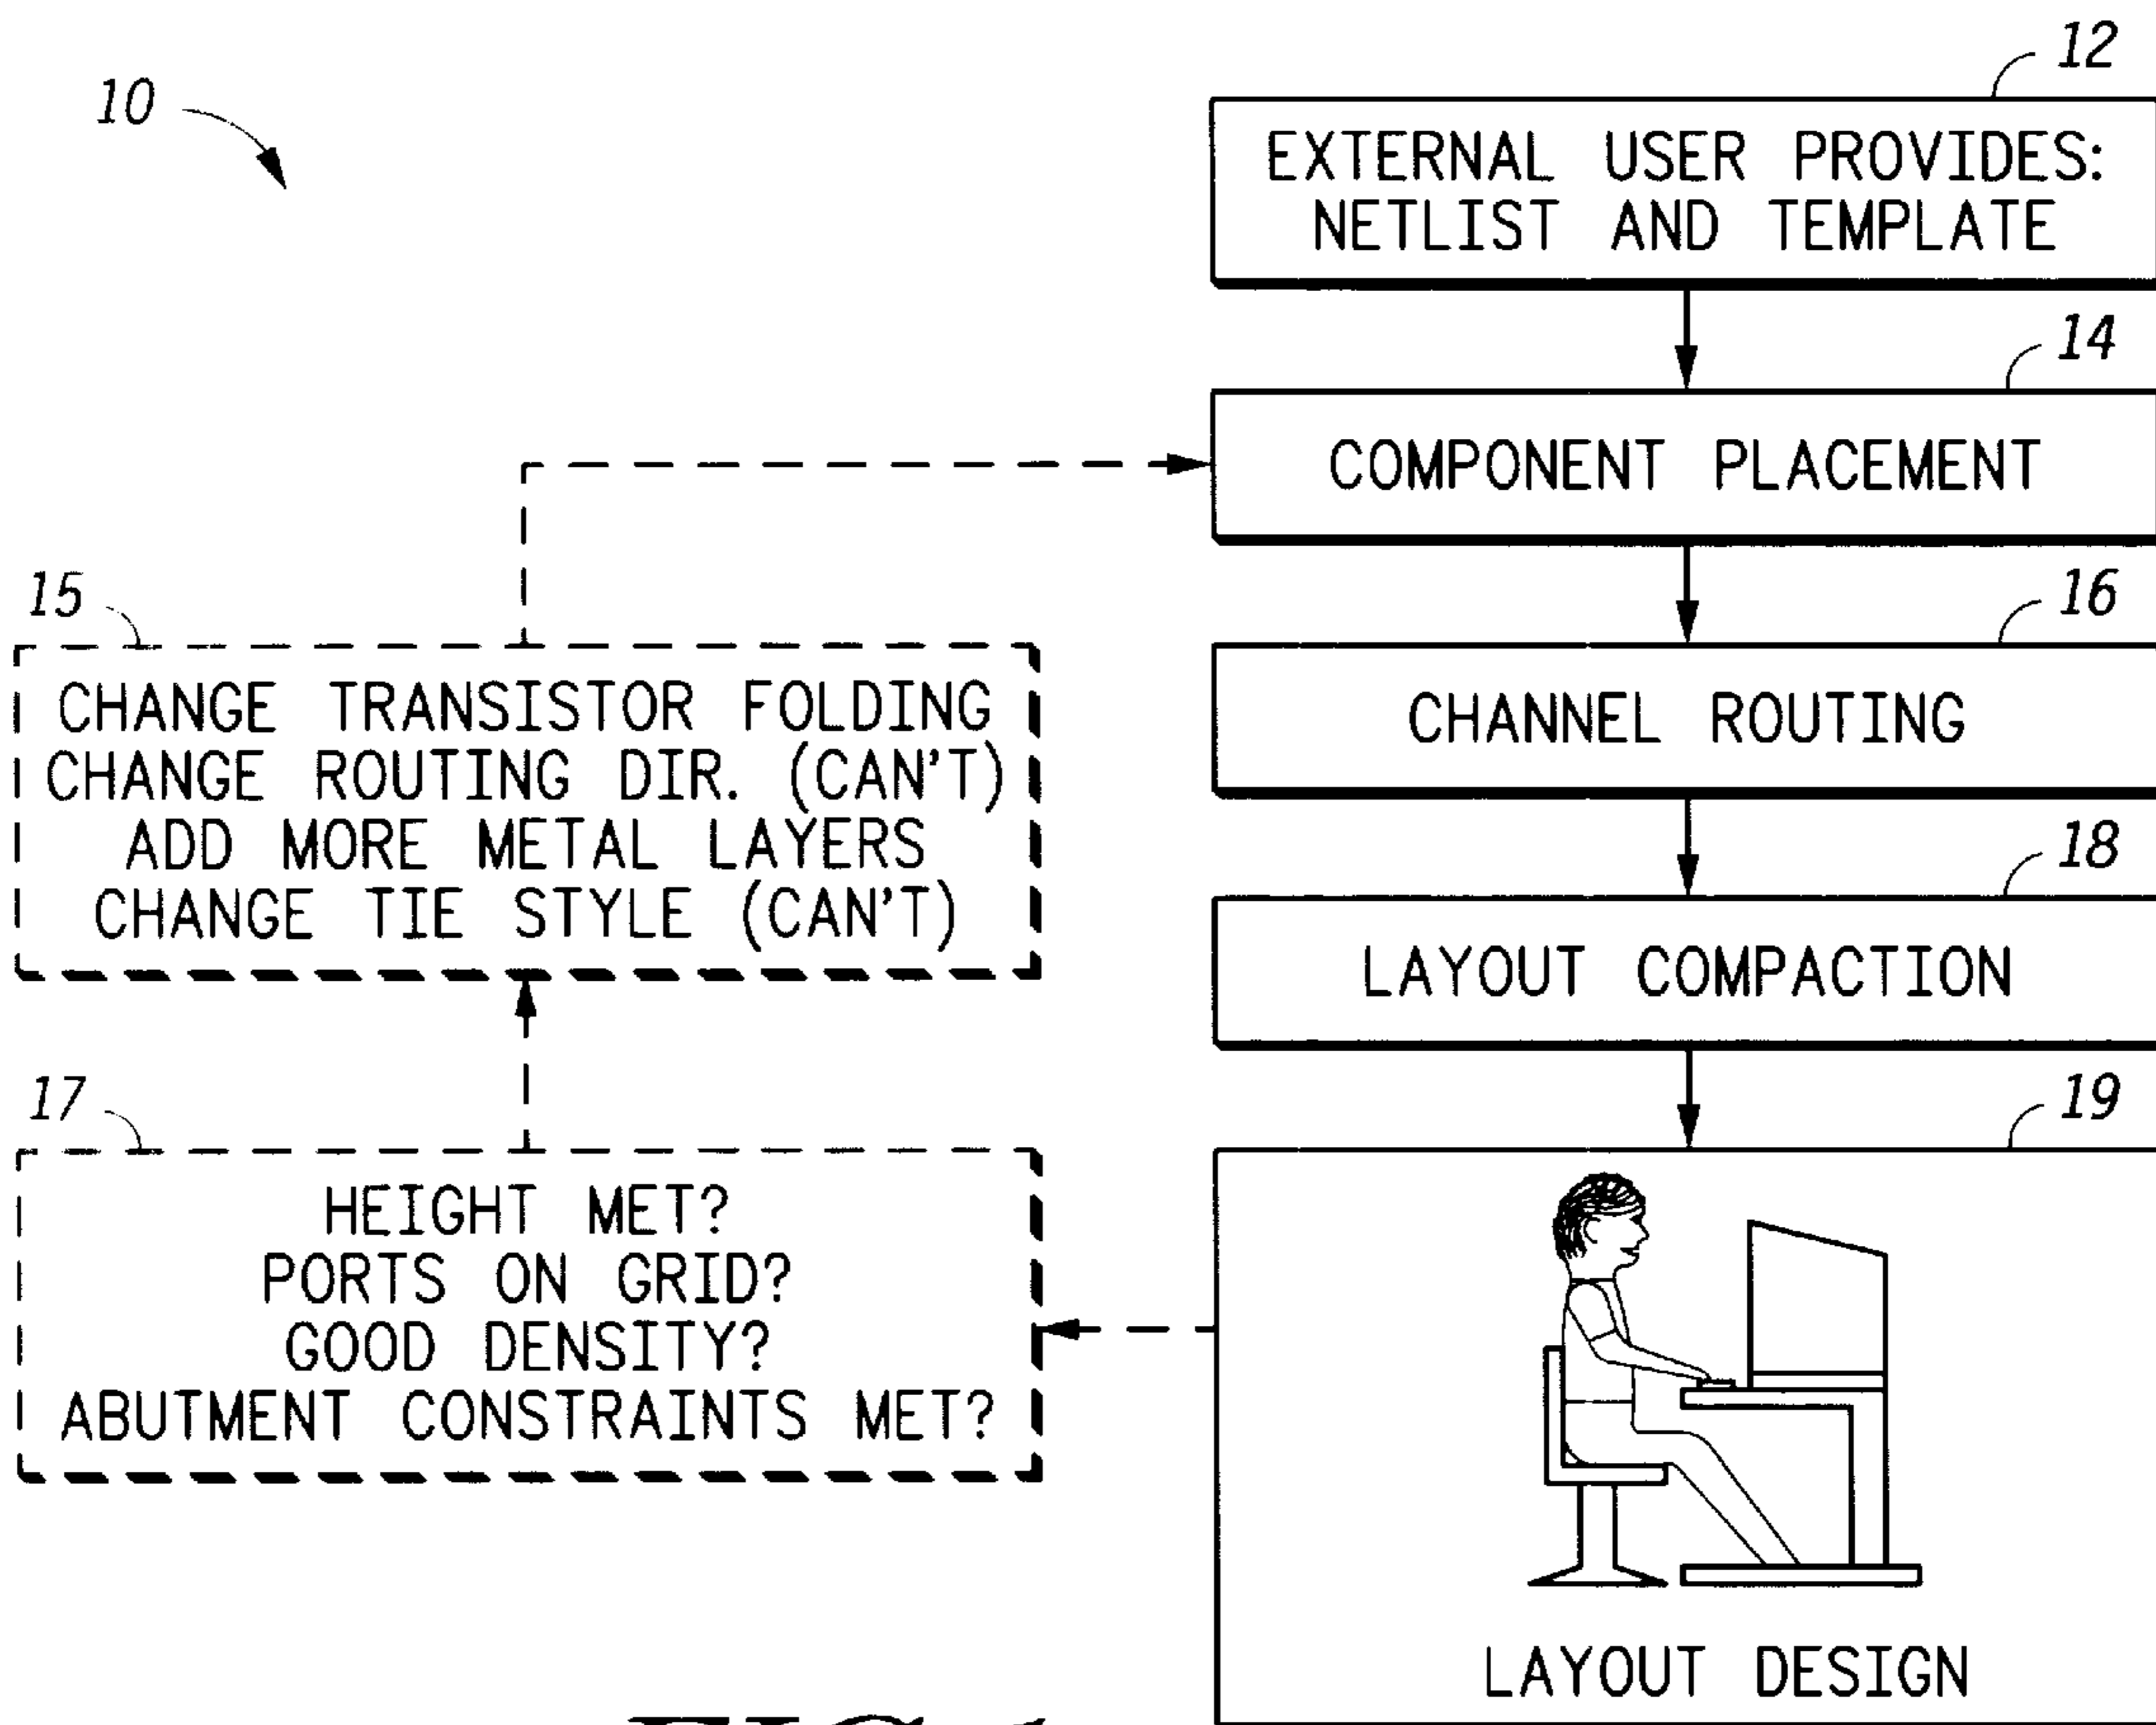 10
12
EXTERNAL USER PROVIDES:
NETLIST AND TEMPLATE
14
COMPONENT PLACEMENT
15
CHANGE TRANSISTOR FOLDING
CHANGE ROUTING DIR. (CAN'T)
ADD MORE METAL LAYERS
CHANGE TIE STYLE (CAN'T)
16
CHANNEL ROUTING
18
LAYOUT COMPACTION
17
HEIGHT MET?
PORTS ON GRID?
GOOD DENSITY?
ABUTMENT CONSTRAINTS MET?
19
LAYOUT DESIGN